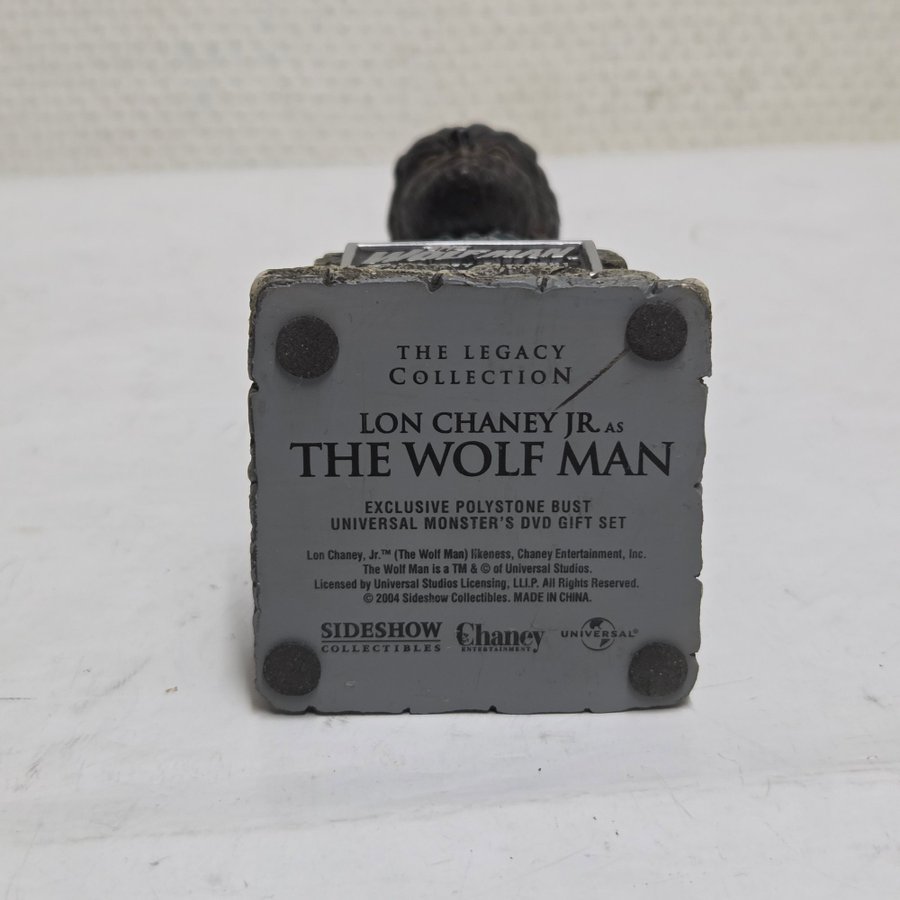 THE WOLF MAN
THE LEGACY
COLLECTION
LON CHANEY JR. AS
THE WOLF MAN
EXCLUSIVE POLYSTONE BUST
UNIVERSAL MONSTER'S DVD GIFT SET
Lon Chaney, Jr.™ (The Wolf Man) likeness, Chaney Entertainment, Inc.
The Wolf Man is a TM & © of Universal Studios.
Licensed by Universal Studios Licensing, LLLP. All Rights Reserved.
© 2004 Sideshow Collectibles. MADE IN CHINA.
SIDESHOW
COLLECTIBLES
Chaney
ENTERTAINMENT
UNIVERSAL®